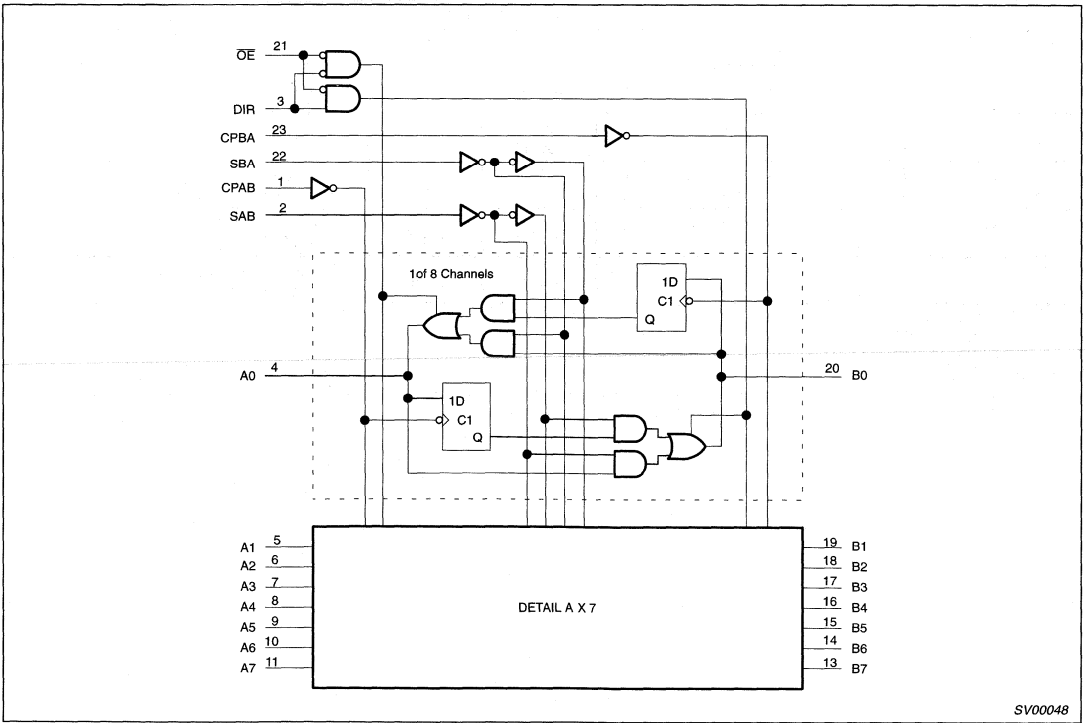 OE 21
DIR 3
CPBA 23
SBA 22
CPAB 1
SAB 2
1of 8 Channels
1D
C1
Q
A0 4
20 B0
1D
C1
Q
A1 5
A2 6
A3 7
A4 8
A5 9
A6 10
A7 11
DETAIL A X 7
19 B1
18 B2
17 B3
16 B4
15 B5
14 B6
13 B7
SV00048